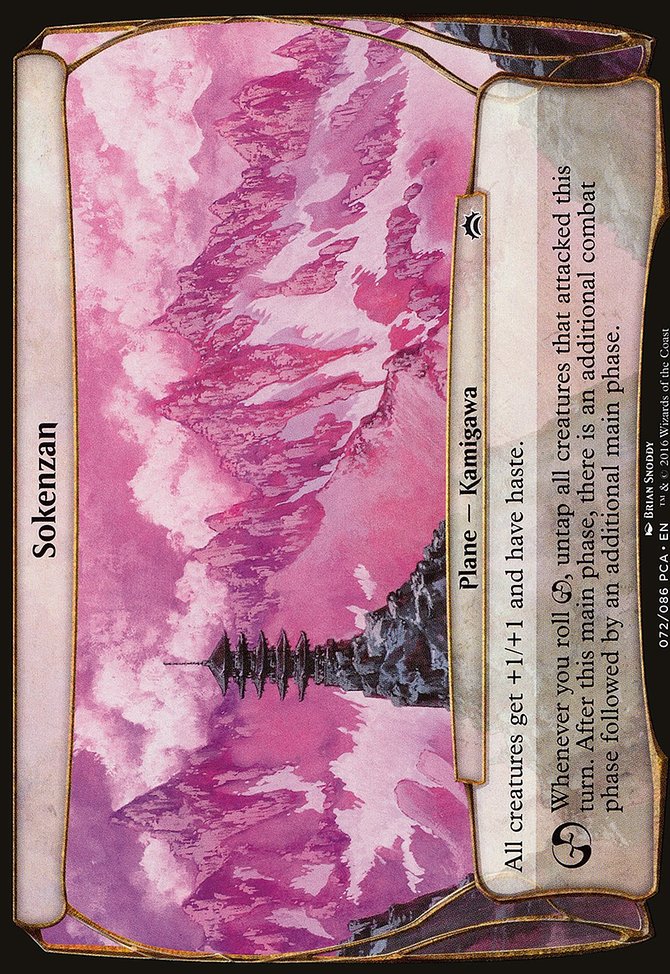 Sokenzan
Plane — Kamigawa
All creatures get +1/+1 and have haste.
Whenever you roll , untap all creatures that attacked this
turn. After this main phase, there is an additional combat
phase followed by an additional main phase.
072/086 PCA • EN BRIAN SNODDY
™ & © 2016 Wizards of the Coast